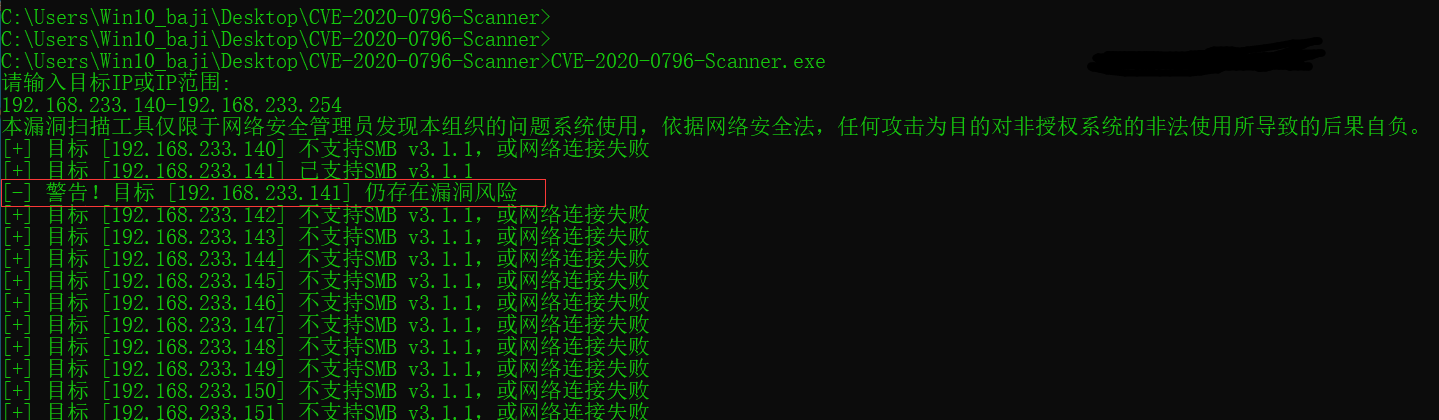 C:\Users\Win10_baji\Desktop\CVE-2020-0796-Scanner>
C:\Users\Win10_baji\Desktop\CVE-2020-0796-Scanner>
C:\Users\Win10_baji\Desktop\CVE-2020-0796-Scanner>CVE-2020-0796-Scanner.exe
请输入目标IP或IP范围:
192.168.233.140-192.168.233.254
本漏洞扫描工具仅限于网络安全管理员发现本组织的问题系统使用，依据网络安全法，任何攻击为目的对非授权系统的非法使用所导致的后果自负。
[+] 目标 [192.168.233.140] 不支持SMB v3.1.1，或网络连接失败
[+] 目标 [192.168.233.141] 已支持SMB v3.1.1
[-] 警告！目标 [192.168.233.141] 仍存在漏洞风险
[+] 目标 [192.168.233.142] 不支持SMB v3.1.1，或网络连接失败
[+] 目标 [192.168.233.143] 不支持SMB v3.1.1，或网络连接失败
[+] 目标 [192.168.233.144] 不支持SMB v3.1.1，或网络连接失败
[+] 目标 [192.168.233.145] 不支持SMB v3.1.1，或网络连接失败
[+] 目标 [192.168.233.146] 不支持SMB v3.1.1，或网络连接失败
[+] 目标 [192.168.233.147] 不支持SMB v3.1.1，或网络连接失败
[+] 目标 [192.168.233.148] 不支持SMB v3.1.1，或网络连接失败
[+] 目标 [192.168.233.149] 不支持SMB v3.1.1，或网络连接失败
[+] 目标 [192.168.233.150] 不支持SMB v3.1.1，或网络连接失败
[+] 目标 [192.168.233.151] 不支持SMB v3.1.1，或网络连接失败